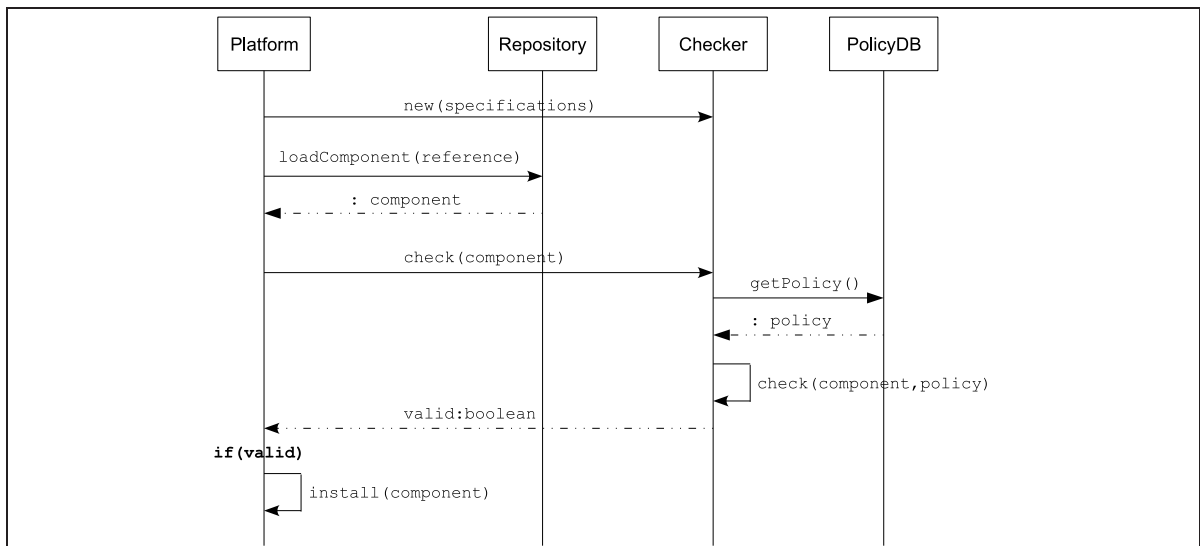 Platform
Repository
Checker
PolicyDB
new(specifications)
loadComponent(reference)
: component
check(component)
getPolicy()
: policy
check(component,policy)
valid:boolean
if(valid)
install(component)